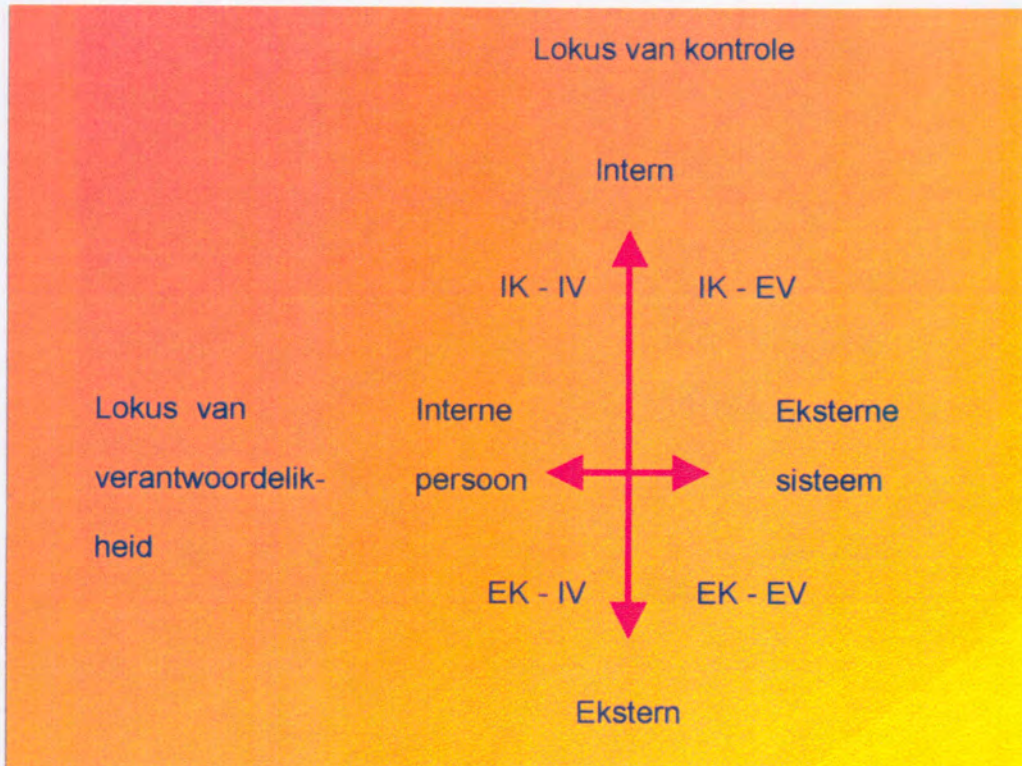 Lokus van kontrole
Intern
IK - IV
IK - EV
Lokus van
verantwoordelik-
heid
Interne
persoon
Eksterne
sisteem
EK - IV
EK - EV
Ekstern